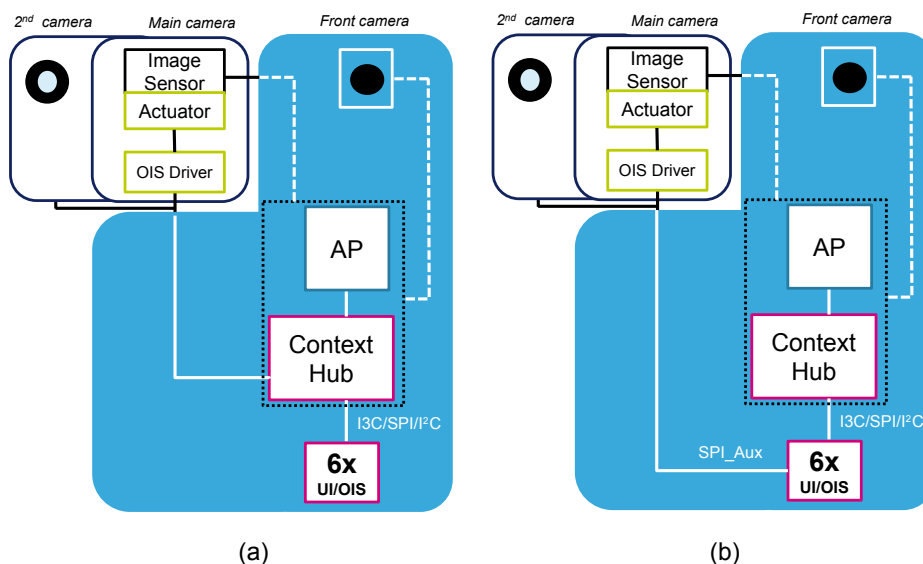 2nd camera
Main camera
Front camera
Image
Sensor
Actuator
OIS Driver
AP
Context
Hub
I3C/SPI/I²C
6x
UI/OIS
(a)
2nd camera
Main camera
Front camera
Image
Sensor
Actuator
OIS Driver
AP
Context
Hub
I3C/SPI/I²C
SPI_Aux
6x
UI/OIS
(b)